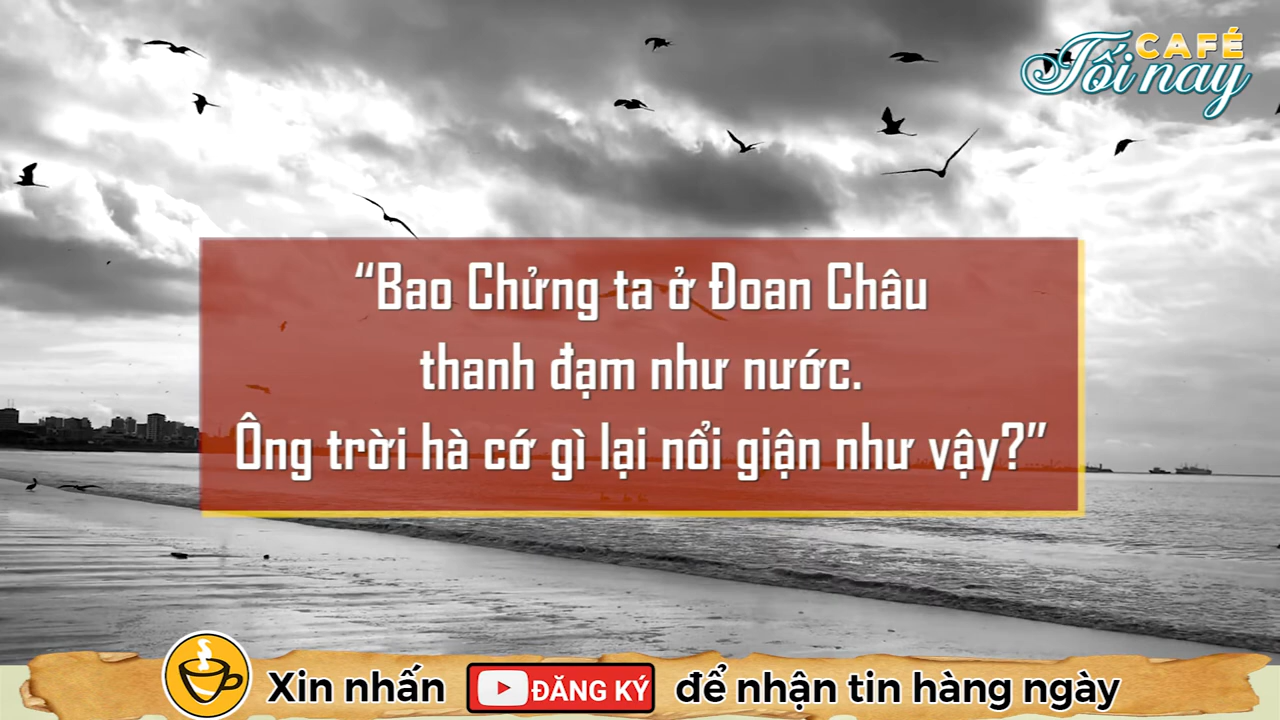 CAFÉ
Tối nay
“Bao Chửng ta ở Đoan Châu
thanh đạm như nước.
Ông trời hà cớ gì lại nổi giận như vậy?”
Xin nhấn ĐĂNG KÝ để nhận tin hàng ngày